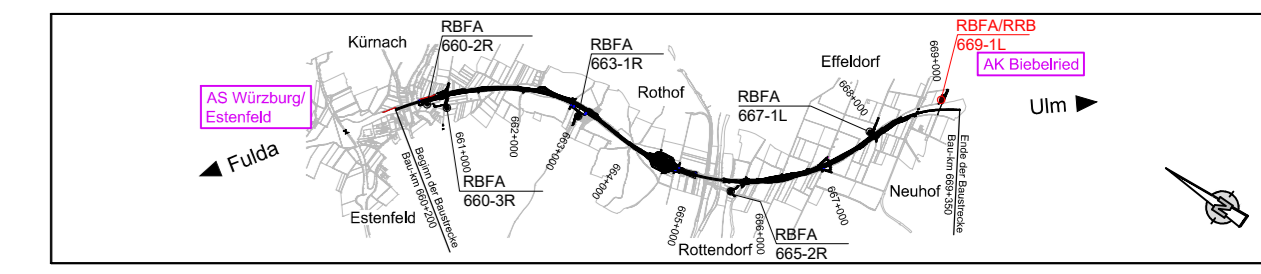 RBFA
660-2R
Kürnach
RBFA
663-1R
Rothof
Effeldorf
RBFA/RRB
669-1L
669+000
AK Biebelried
AS Würzburg/
Estenfeld
RBFA
667-1L
668+000
Ulm
Fulda
661+000
662+000
663+000
664+000
Beginn der Baustrecke
Bau-km 660+200
RBFA
660-3R
Estenfeld
665+000
Rottendorf
666+000
RBFA
665-2R
667+000
Neuhof
Ende der Baustrecke
Bau-km 669+350
N